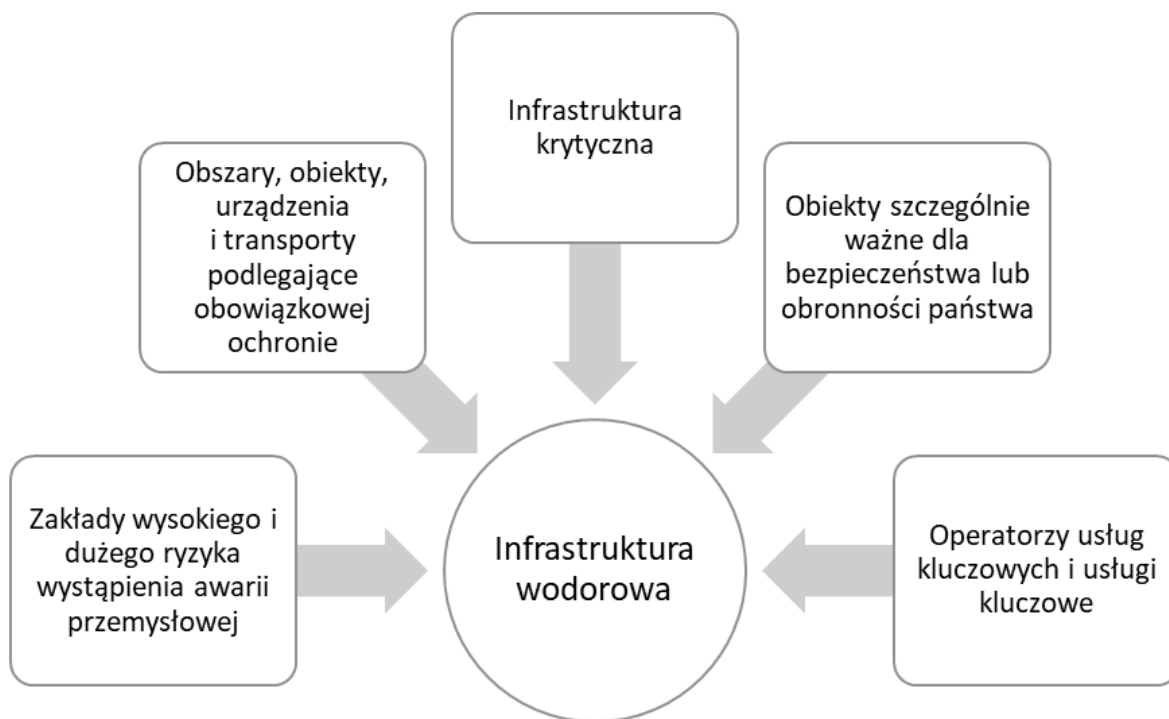 Infrastruktura
krytyczna
Obszary, obiekty,
urządzenia
i transporty
podlegające
obowiązkowej
ochronie
Obiekty szczególnie
ważne dla
bezpieczeństwa lub
obronności państwa
Zakłady wysokiego i
dużego ryzyka
wystąpienia awarii
przemysłowej
Infrastruktura
wodorowa
Operatorzy usług
kluczowych i usługi
kluczowe